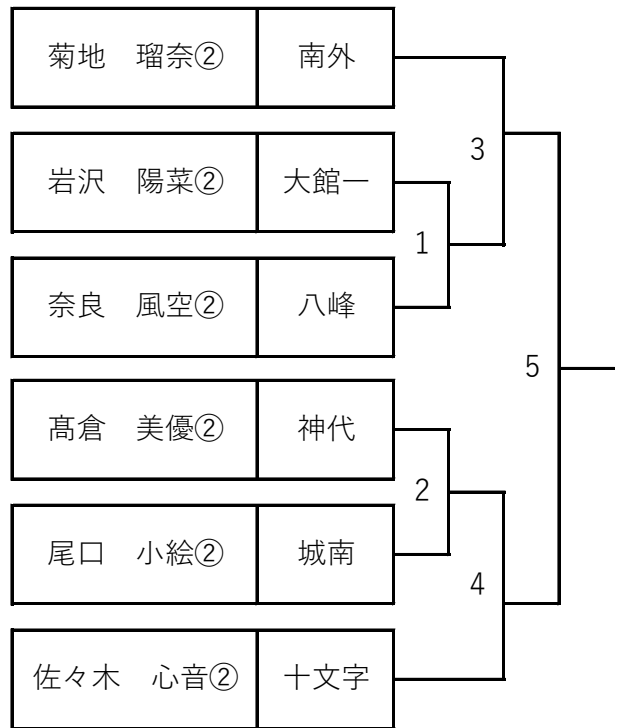 菊地　瑠奈② 南外
3
岩沢　陽菜② 大館一
1
奈良　風空② 八峰
5
髙倉　美優② 神代
2
尾口　小絵② 城南
4
佐々木　心音② 十文字